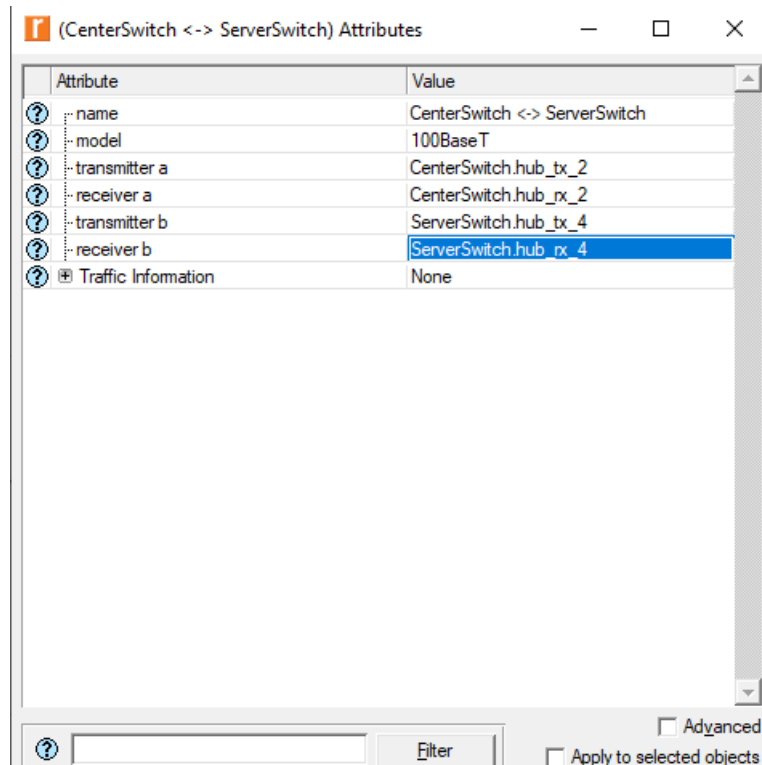 (CenterSwitch <-> ServerSwitch) Attributes
Attribute Value
name CenterSwitch <-> ServerSwitch
model 100BaseT
transmitter a CenterSwitch.hub_tx_2
receiver a CenterSwitch.hub_rx_2
transmitter b ServerSwitch.hub_tx_4
receiver b ServerSwitch.hub_rx_4
Traffic Information None
Advanced
Filter
Apply to selected objects